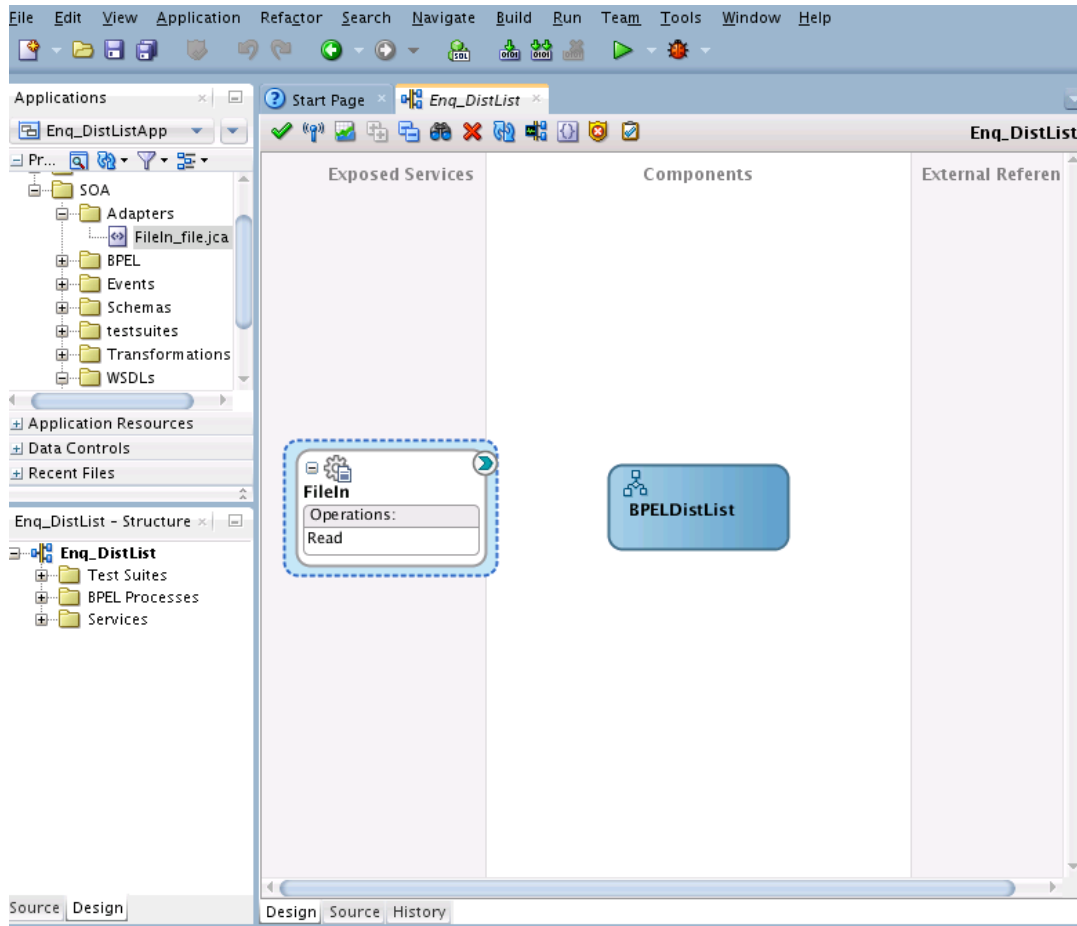 File Edit View Application Refactor Search Navigate Build Run Team Tools Window Help
SQL
Applications
Start Page
Enq_DistList
Enq_DistListApp
Enq_DistList
Pr...
Exposed Services
Components
External Referen
SOA
Adapters
FileIn_file.jca
BPEL
Events
Schemas
testsuites
Transformations
WSDLs
Application Resources
Data Controls
Recent Files
FileIn
Operations:
Read
BPELDistList
Enq_DistList - Structure
Enq_DistList
Test Suites
BPEL Processes
Services
Source Design
Design Source History